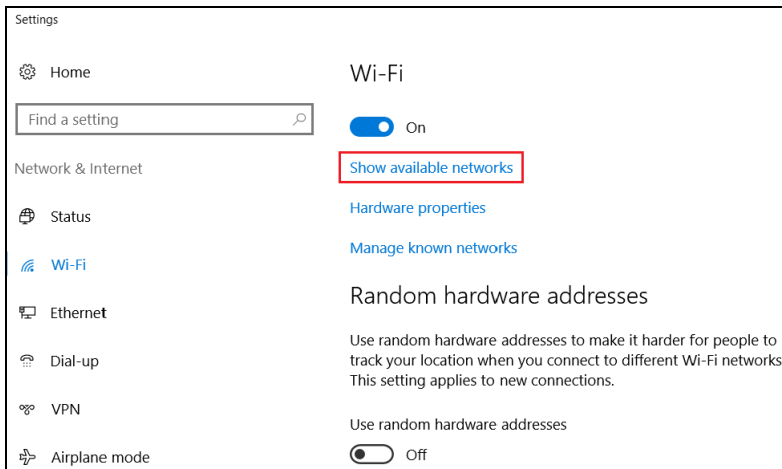 Settings
Home
Find a setting
Network & Internet
Status
Wi-Fi
Ethernet
Dial-up
VPN
Airplane mode
Wi-Fi
On
Show available networks
Hardware properties
Manage known networks
Random hardware addresses
Use random hardware addresses to make it harder for people to
track your location when you connect to different Wi-Fi networks
This setting applies to new connections.
Use random hardware addresses
Off